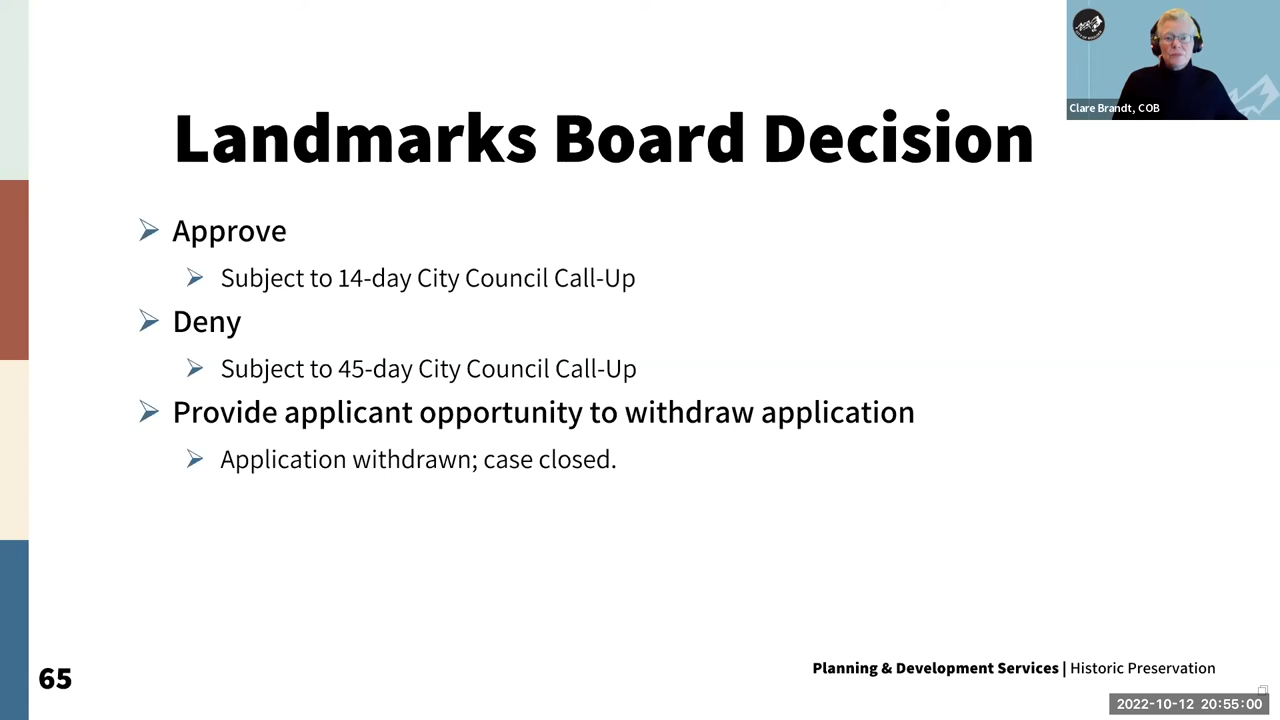 Landmarks Board Decision
Clare Brandt, COB
Approve
Subject to 14-day City Council Call-Up
Deny
Subject to 45-day City Council Call-Up
Provide applicant opportunity to withdraw application
Application withdrawn; case closed.
65
Planning & Development Services | Historic Preservation
2022-10-12 20:55:00